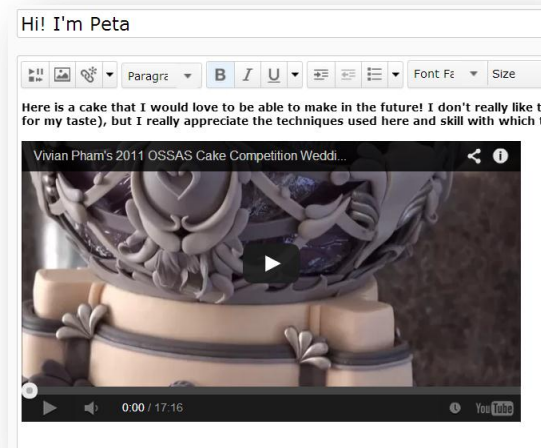 Hi! I'm Peta
Paragra
B I U
Font Fa
Size
Here is a cake that I would love to be able to make in the future! I don't really like
for my taste), but I really appreciate the techniques used here and skill with which
Vivian Pham's 2011 OSSAS Cake Competition Weddi...
0:00 / 17:16
YouTube